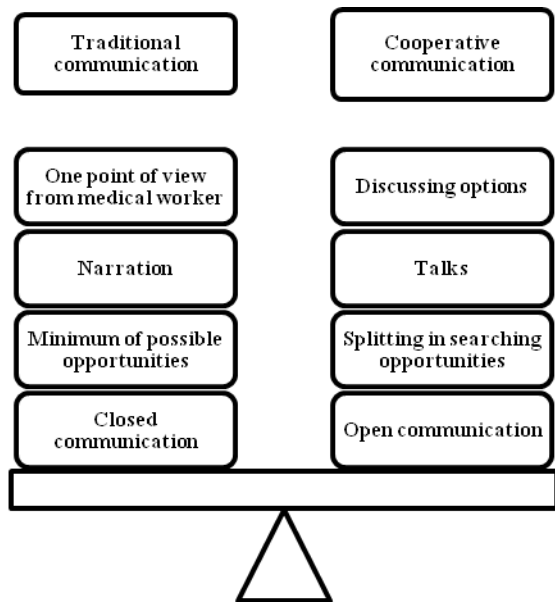 Traditional
communication
Cooperative
communication
One point of view
from medical worker
Discussing options
Narration
Talks
Minimum of possible
opportunities
Splitting in searching
opportunities
Closed
communication
Open communication